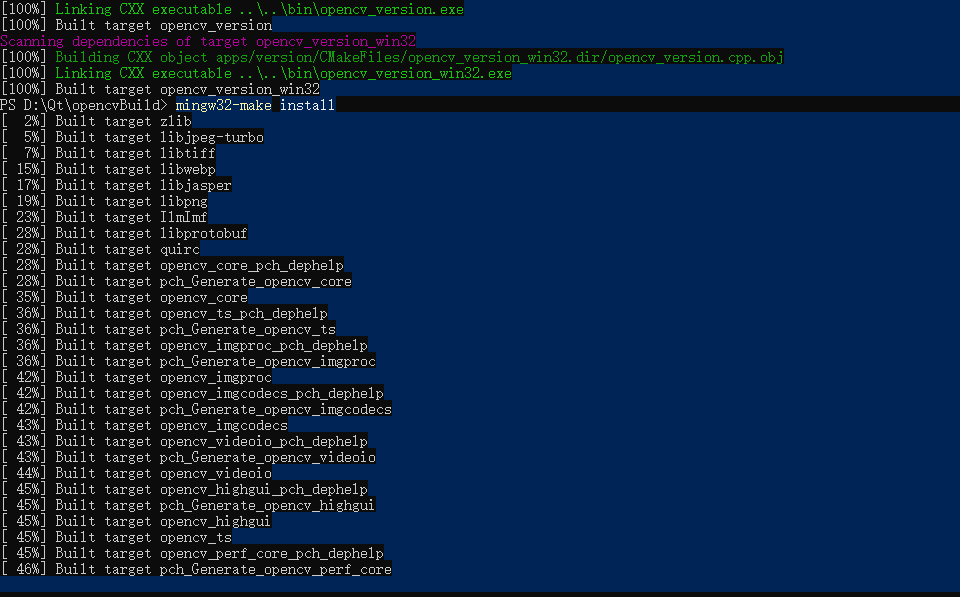 [100%] Linking CXX executable ..\..\bin\opencv_version.exe
[100%] Built target opencv_version
Scanning dependencies of target opencv_version_win32
[100%] Building CXX object apps/version/CMakeFiles/opencv_version_win32.dir/opencv_version.cpp.obj
[100%] Linking CXX executable ..\..\bin\opencv_version_win32.exe
[100%] Built target opencv_version_win32
PS D:\Qt\opencvBuild> mingw32-make install
[  2%] Built target zlib
[  5%] Built target libjpeg-turbo
[  7%] Built target libtiff
[ 15%] Built target libwebp
[ 17%] Built target libjasper
[ 19%] Built target libpng
[ 23%] Built target IlmImf
[ 28%] Built target libprotobuf
[ 28%] Built target quirc
[ 28%] Built target opencv_core_pch_dephelp
[ 28%] Built target pch_Generate_opencv_core
[ 35%] Built target opencv_core
[ 36%] Built target opencv_ts_pch_dephelp
[ 36%] Built target pch_Generate_opencv_ts
[ 36%] Built target opencv_imgproc_pch_dephelp
[ 36%] Built target pch_Generate_opencv_imgproc
[ 42%] Built target opencv_imgproc
[ 42%] Built target opencv_imgcodecs_pch_dephelp
[ 42%] Built target pch_Generate_opencv_imgcodecs
[ 43%] Built target opencv_imgcodecs
[ 43%] Built target opencv_videoio_pch_dephelp
[ 43%] Built target pch_Generate_opencv_videoio
[ 44%] Built target opencv_videoio
[ 45%] Built target opencv_highgui_pch_dephelp
[ 45%] Built target pch_Generate_opencv_highgui
[ 45%] Built target opencv_highgui
[ 45%] Built target opencv_ts
[ 45%] Built target opencv_perf_core_pch_dephelp
[ 46%] Built target pch_Generate_opencv_perf_core